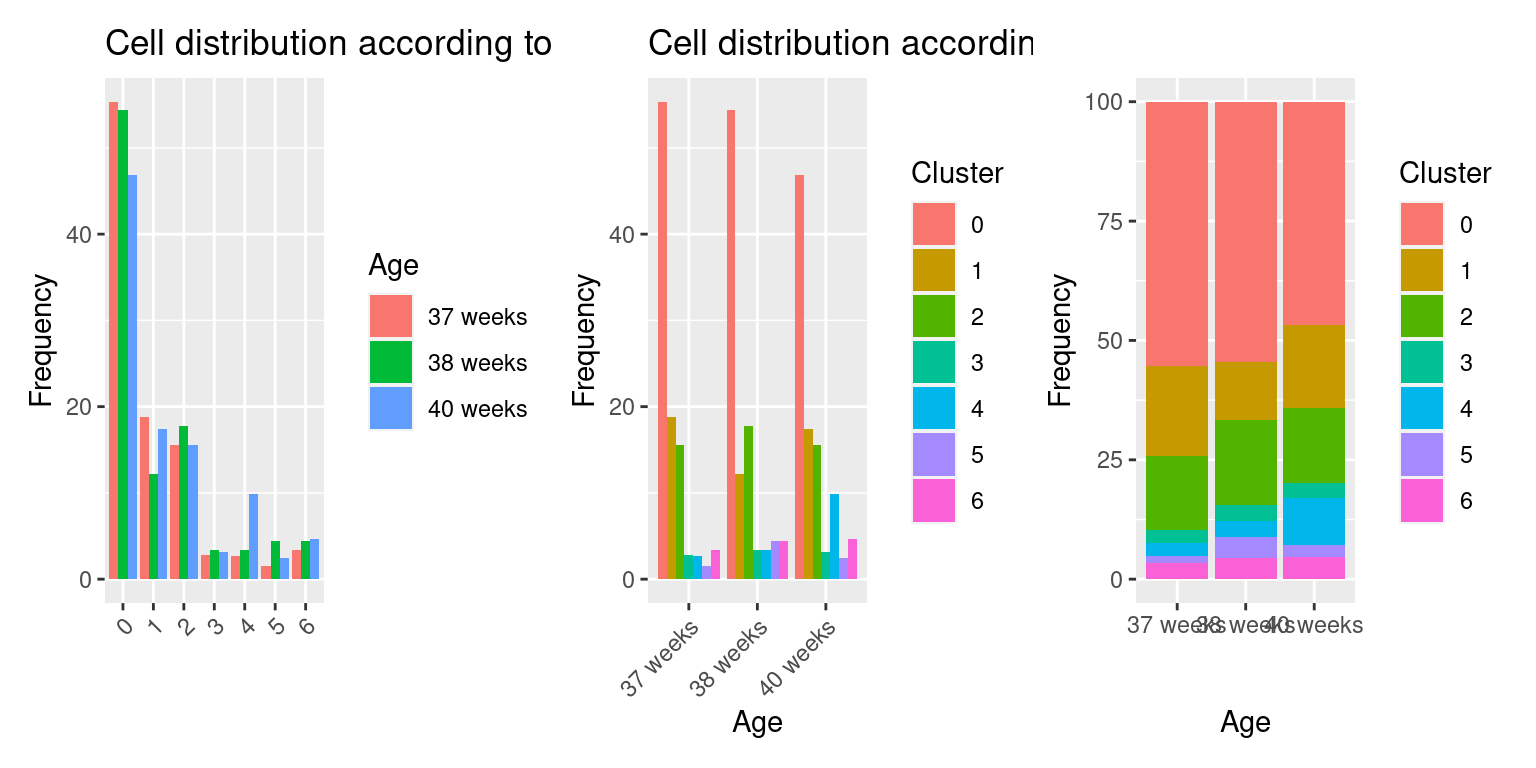 Cell distribution according to
Frequency
40
20
0
0 1 2 3 4 5 6
Age
37 weeks
38 weeks
40 weeks
Cell distribution accordin
Frequency
40
20
0
37 weeks 38 weeks 40 weeks
Age
Cluster
0
1
2
3
4
5
6
Frequency
100
75
50
25
0
37 weeks 38 weeks 40 weeks
Age
Cluster
0
1
2
3
4
5
6